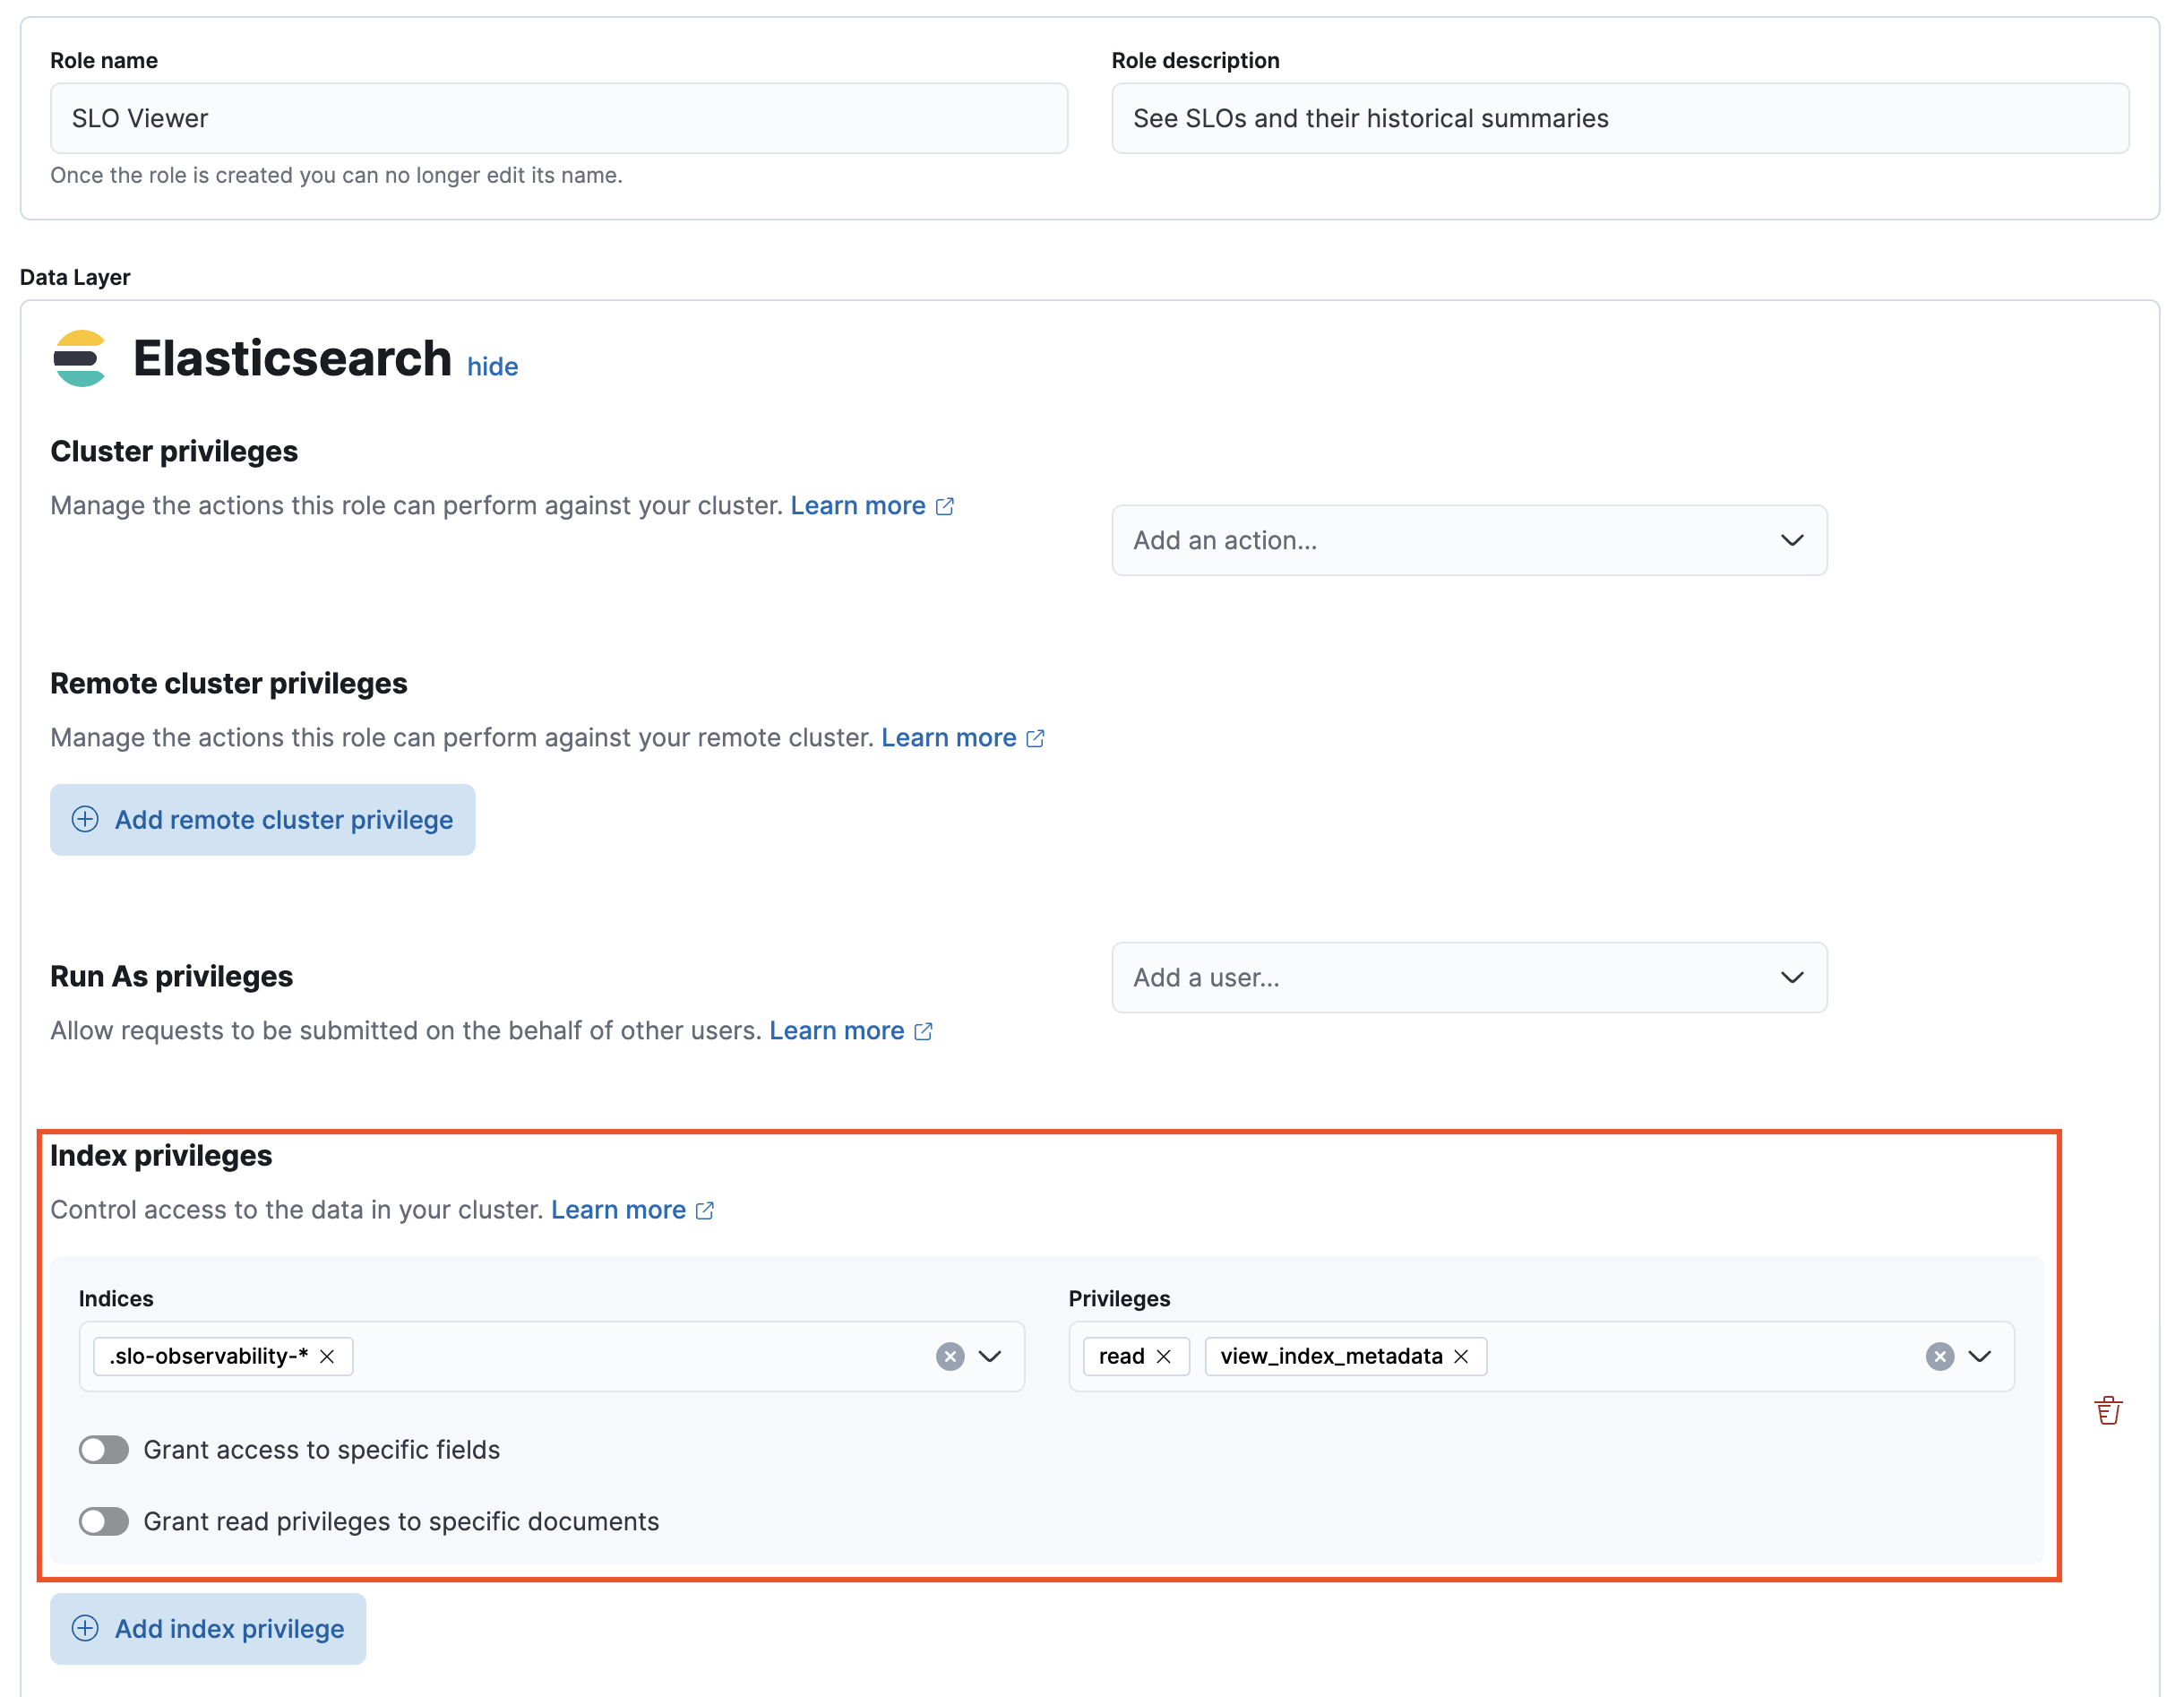 Role name
SLO Viewer
Once the role is created you can no longer edit its name.
Role description
See SLOs and their historical summaries
Data Layer
Elasticsearch hide
Cluster privileges
Manage the actions this role can perform against your cluster. Learn more
Add an action...
Remote cluster privileges
Manage the actions this role can perform against your remote cluster. Learn more
Add remote cluster privilege
Run As privileges
Allow requests to be submitted on the behalf of other users. Learn more
Add a user...
Index privileges
Control access to the data in your cluster. Learn more
Indices
.slo-observability-*
Privileges
read view_index_metadata
Grant access to specific fields
Grant read privileges to specific documents
Add index privilege